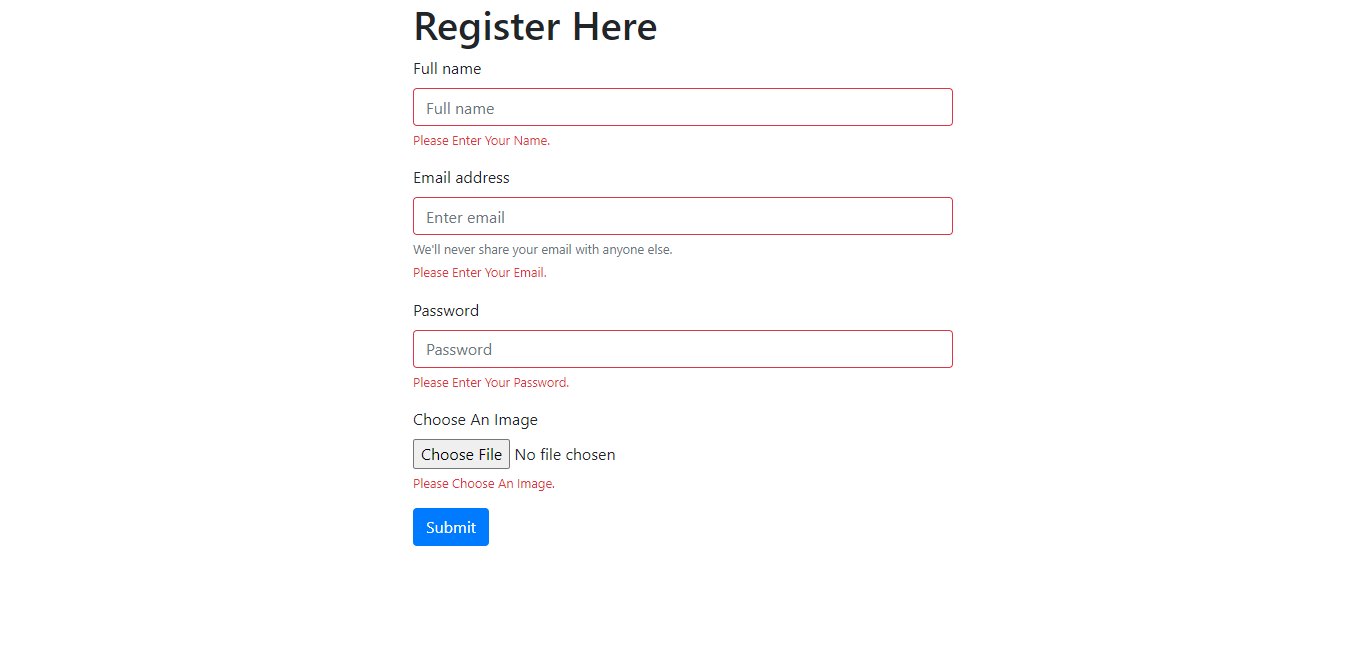 Register Here
Full name
Full name
Please Enter Your Name.
Email address
Enter email
We'll never share your email with anyone else.
Please Enter Your Email.
Password
Password
Please Enter Your Password.
Choose An Image
Choose File No file chosen
Please Choose An Image.
Submit